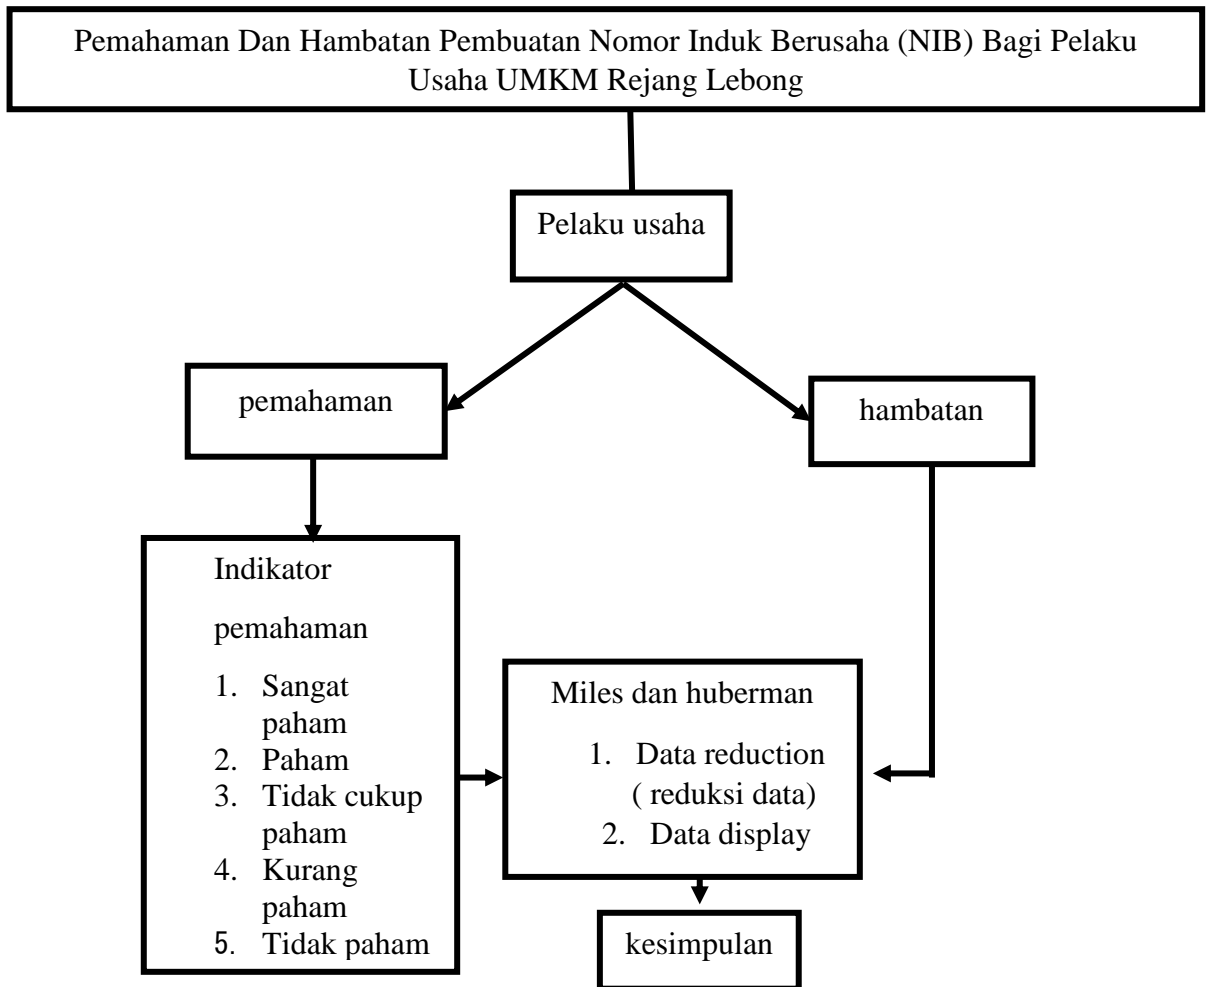 Pemahaman Dan Hambatan Pembuatan Nomor Induk Berusaha (NIB) Bagi Pelaku
Usaha UMKM Rejang Lebong
Pelaku usaha
pemahaman
hambatan
Indikator
pemahaman
1. Sangat
paham
2. Paham
3. Tidak cukup
paham
4. Kurang
paham
5. Tidak paham
Miles dan huberman
1. Data reduction
( reduksi data)
2. Data display
kesimpulan